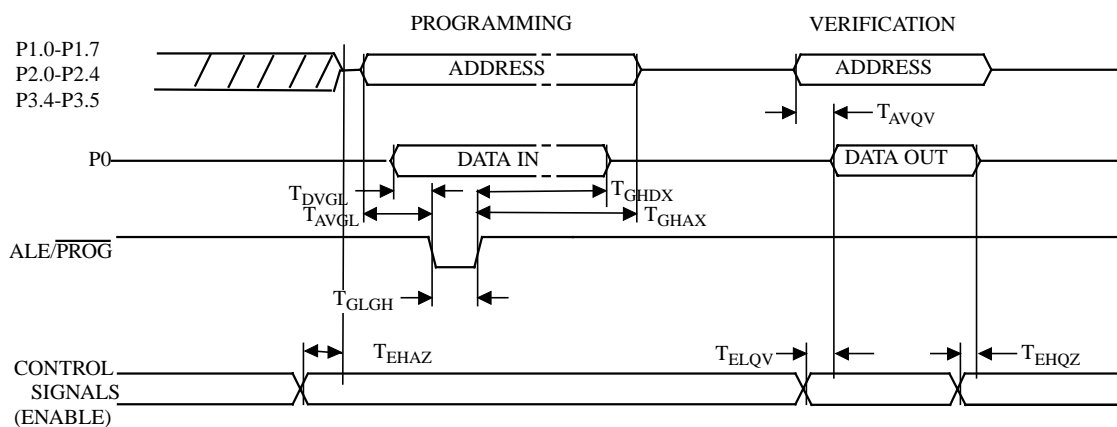 PROGRAMMING
VERIFICATION
P1.0-P1.7
P2.0-P2.4
P3.4-P3.5
ADDRESS
ADDRESS
TAVQV
P0
DATA IN
DATA OUT
TDVGL
TGHDX
TAVGL
TGHAX
ALE/PROG
TGLGH
TEHAZ
TELQV
TEHQZ
CONTROL
SIGNALS
(ENABLE)